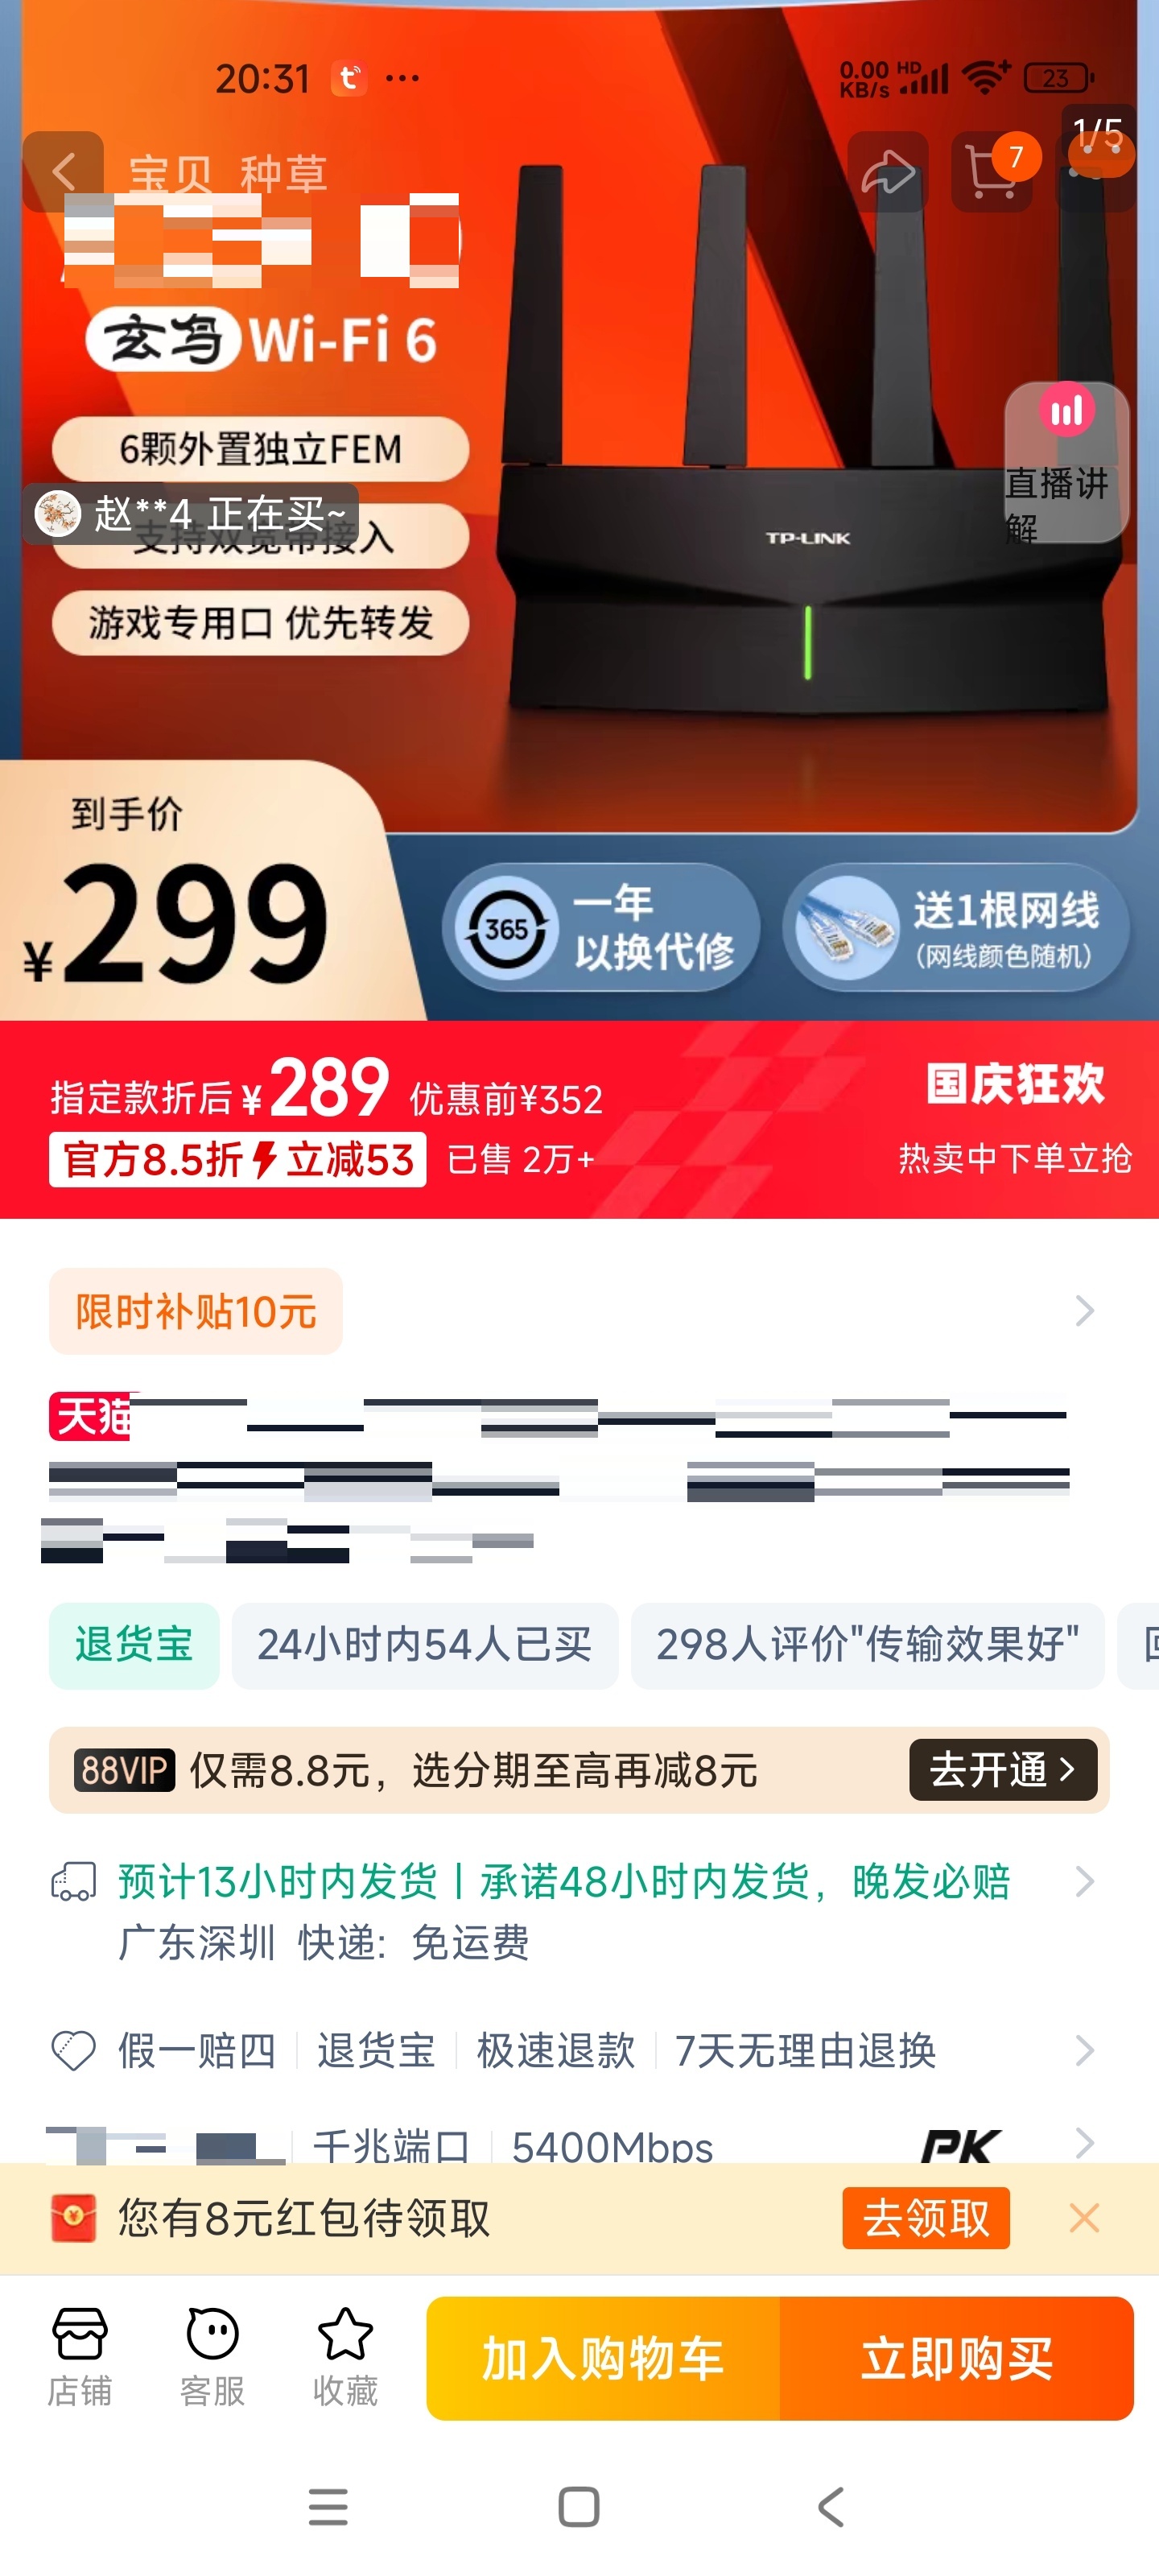 20:31
0.00 KB/s
HD
23
1/5
宝贝 种草
7
玄鸟 Wi-Fi 6
6颗外置独立FEM
赵**4 正在买~
支持双宽带接入
游戏专用口 优先转发
TP-LINK
直播讲
解
到手价
¥299
365
一年
以换代修
送1根网线
(网线颜色随机)
指定款折后¥289 优惠前¥352
国庆狂欢
官方8.5折 立减53 已售 2万+
热卖中下单立抢
限时补贴10元
天猫
退货宝 24小时内54人已买 298人评价"传输效果好"
88VIP 仅需8.8元，选分期至高再减8元 去开通
预计13小时内发货 | 承诺48小时内发货，晚发必赔
广东深圳 快递: 免运费
假一赔四 退货宝 极速退款 7天无理由退换
千兆端口 5400Mbps PK
您有8元红包待领取 去领取
店铺 客服 收藏 加入购物车 立即购买